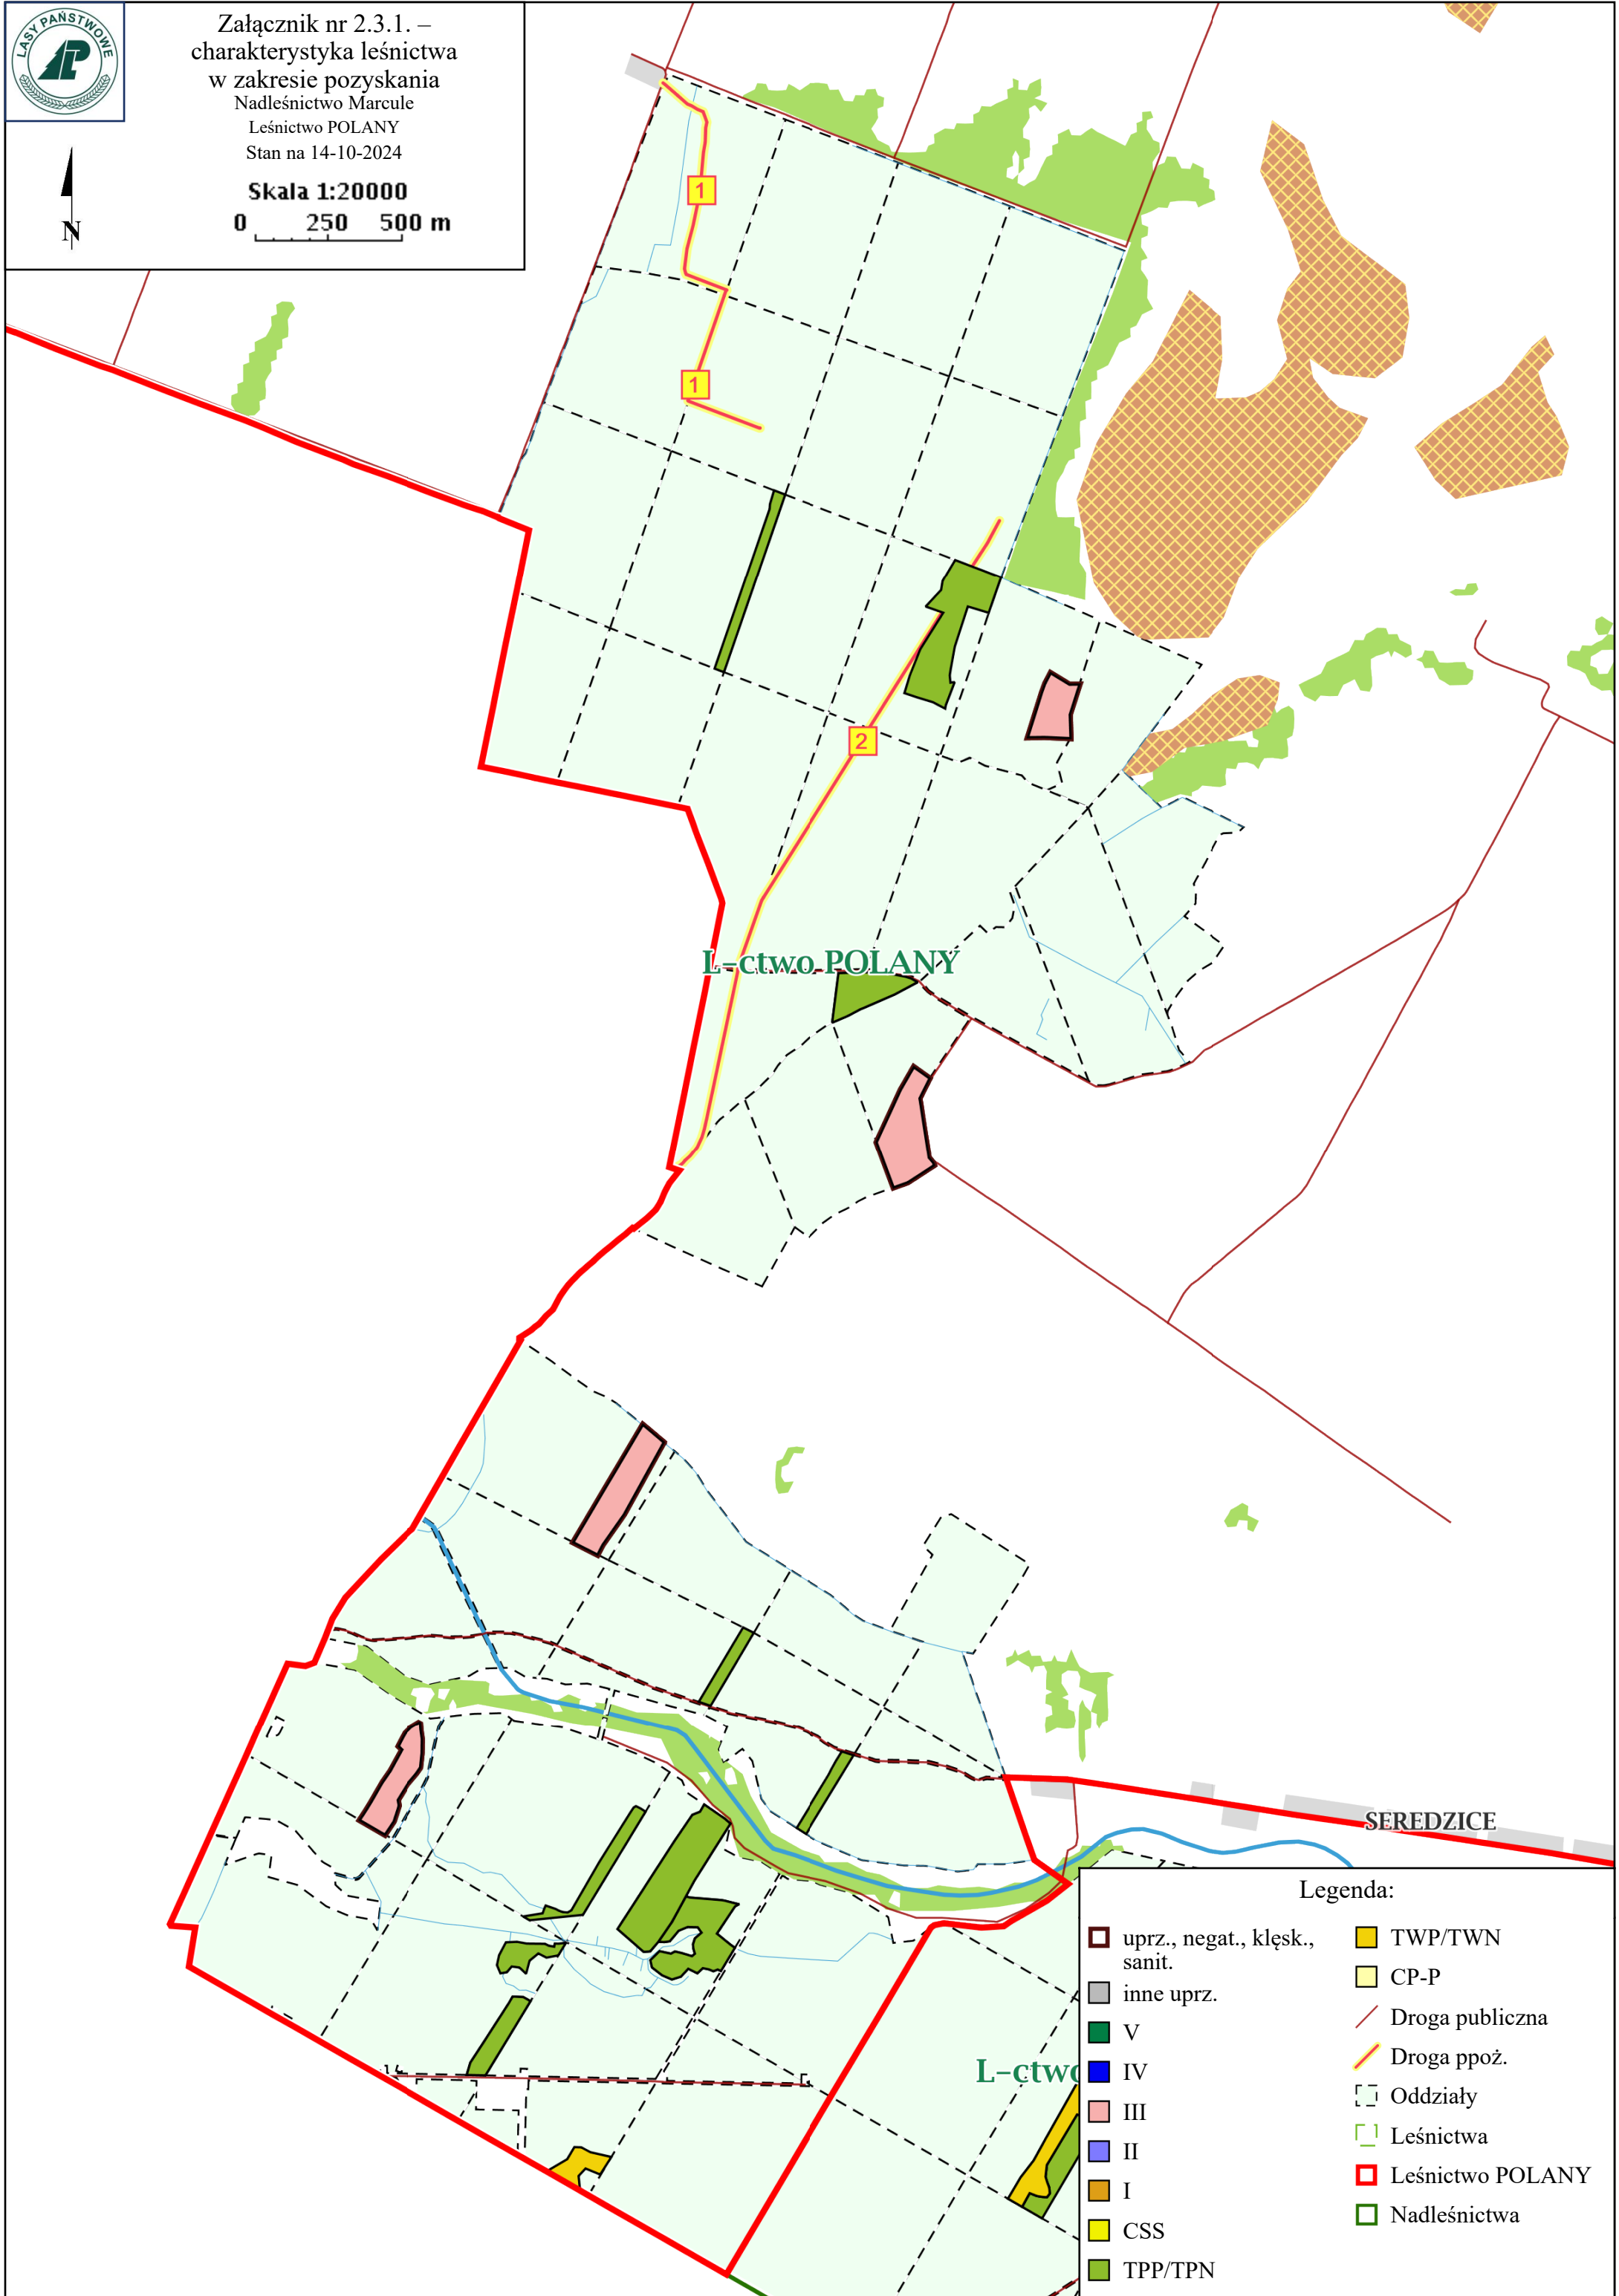 LASY PAŃSTWOWE
Załącznik nr 2.3.1. –
charakterystyka leśnictwa
w zakresie pozyskania
Nadleśnictwo Marcule
Leśnictwo POLANY
Stan na 14-10-2024
Skala 1:20000
0 250 500 m
N
1
1
2
L-ctwo POLANY
SEREDZICE
L-ctwo
Legenda:
uprz., negat., klęsk.,
sanit.
inne uprz.
V
IV
III
II
I
CSS
TPP/TPN
TWP/TWN
CP-P
Droga publiczna
Droga ppoż.
Oddziały
Leśnictwa
Leśnictwo POLANY
Nadleśnictwa